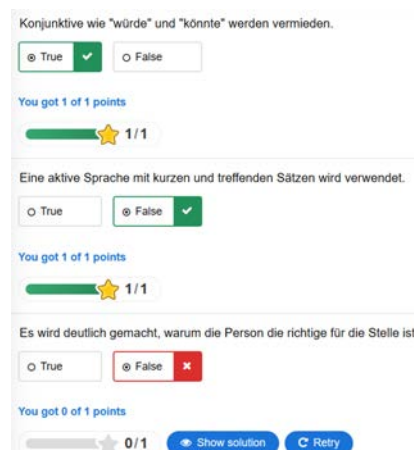 Konjunktive wie "würde" und "könnte" werden vermieden.
True False
You got 1 of 1 points
1/1
Eine aktive Sprache mit kurzen und treffenden Sätzen wird verwendet.
True False
You got 1 of 1 points
1/1
Es wird deutlich gemacht, warum die Person die richtige für die Stelle ist
True False
You got 0 of 1 points
0/1 Show solution Retry